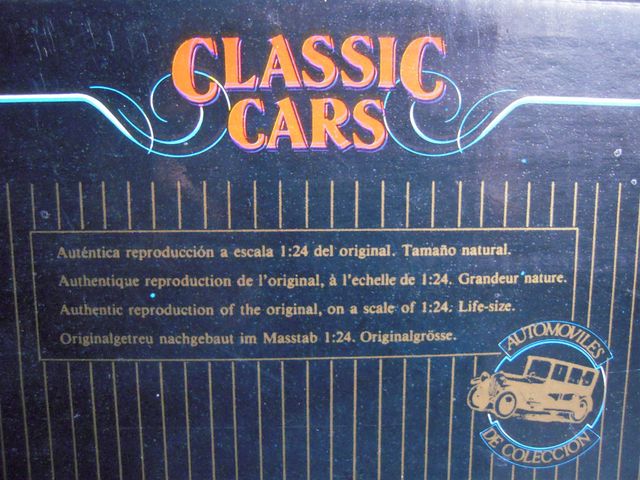 CLASSIC
CARS
Auténtica reproducción a escala 1:24 del original. Tamaño natural.
Authentique reproduction de l'original, à l'echelle de 1:24. Grandeur nature.
Authentic reproduction of the original, on a scale of 1:24. Life-size.
Originalgetreu nachgebaut im Masstab 1:24. Originalgrösse.
AUTOMOVILES
DE COLECCION